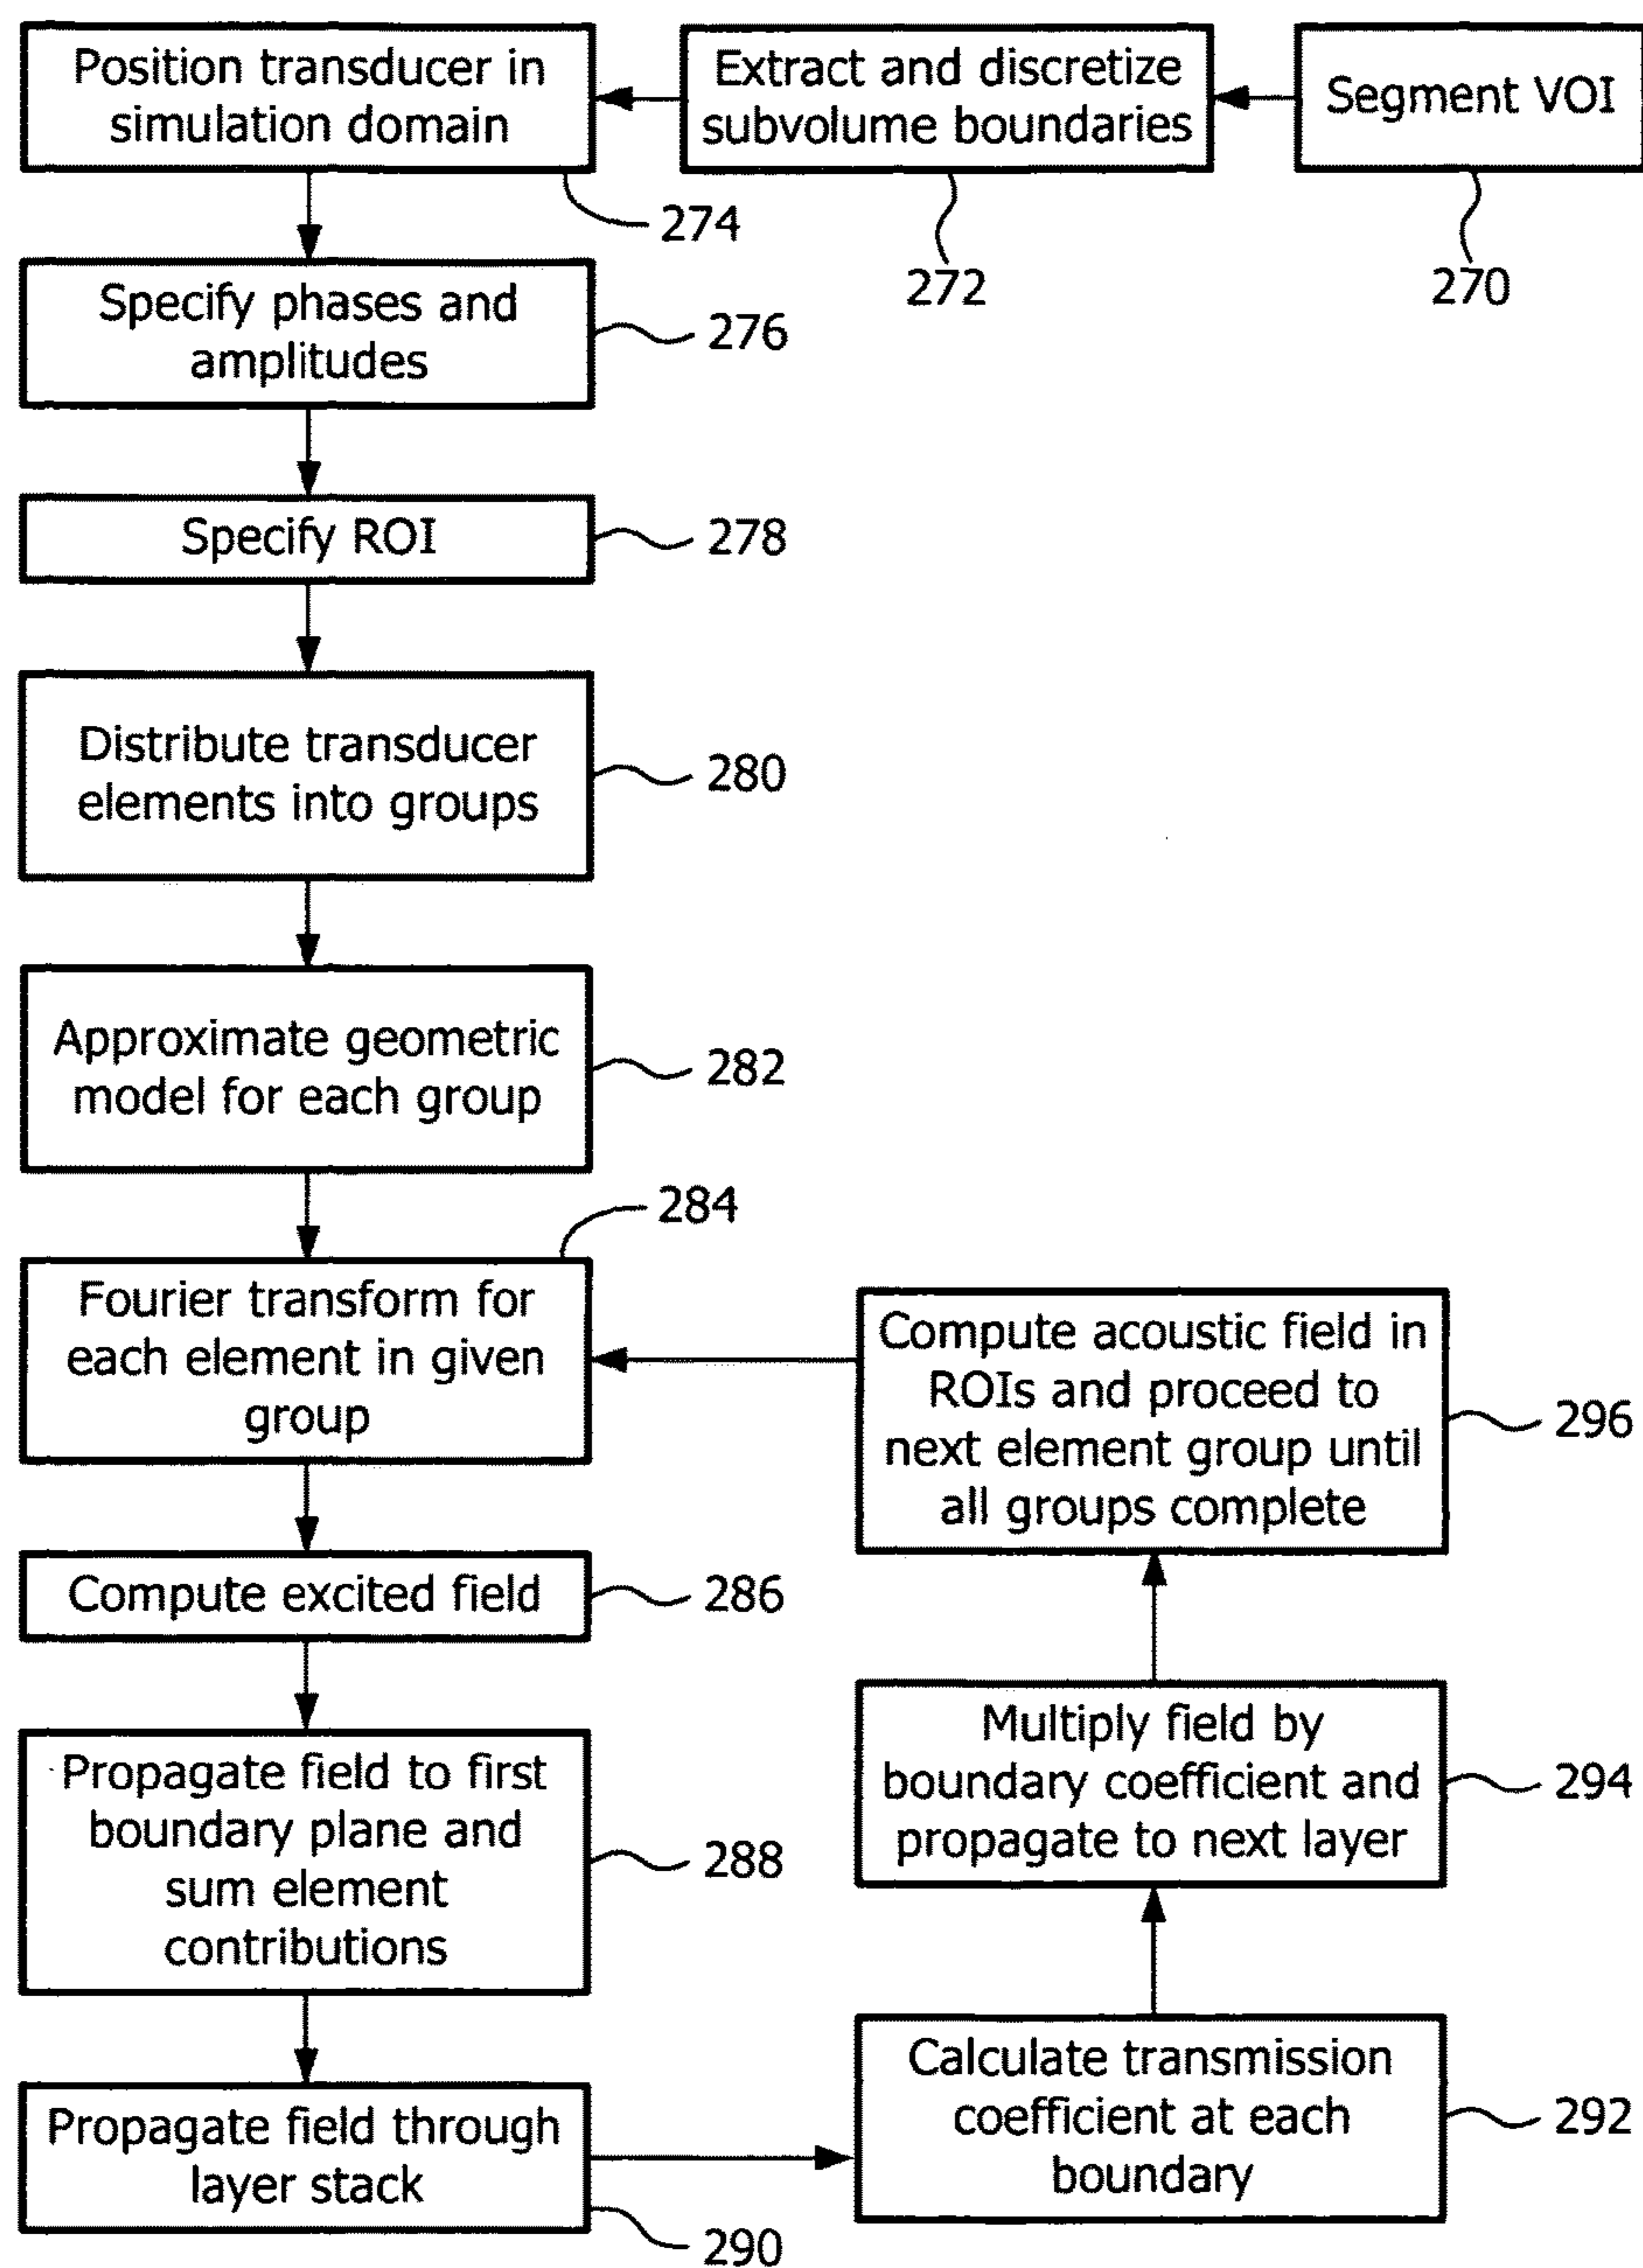 Position transducer in
simulation domain
274
Extract and discretize
subvolume boundaries
272
Segment VOI
270
Specify phases and
amplitudes
276
Specify ROI
278
Distribute transducer
elements into groups
280
Approximate geometric
model for each group
282
284
Fourier transform for
each element in given
group
Compute excited field
286
Propagate field to first
boundary plane and
sum element
contributions
288
Propagate field through
layer stack
290
Calculate transmission
coefficient at each
boundary
292
Multiply field by
boundary coefficient and
propagate to next layer
294
Compute acoustic field in
ROIs and proceed to
next element group until
all groups complete
296